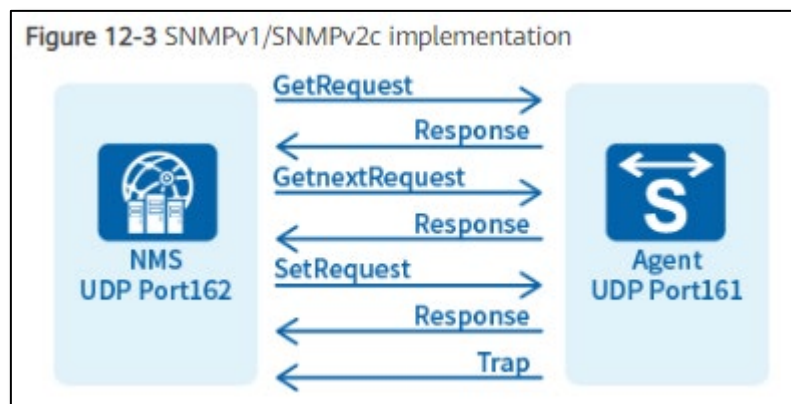 Figure 12-3 SNMPv1/SNMPv2c implementation
GetRequest
Response
GetnextRequest
Response
SetRequest
Response
Trap
NMS
UDP Port162
S
Agent
UDP Port161